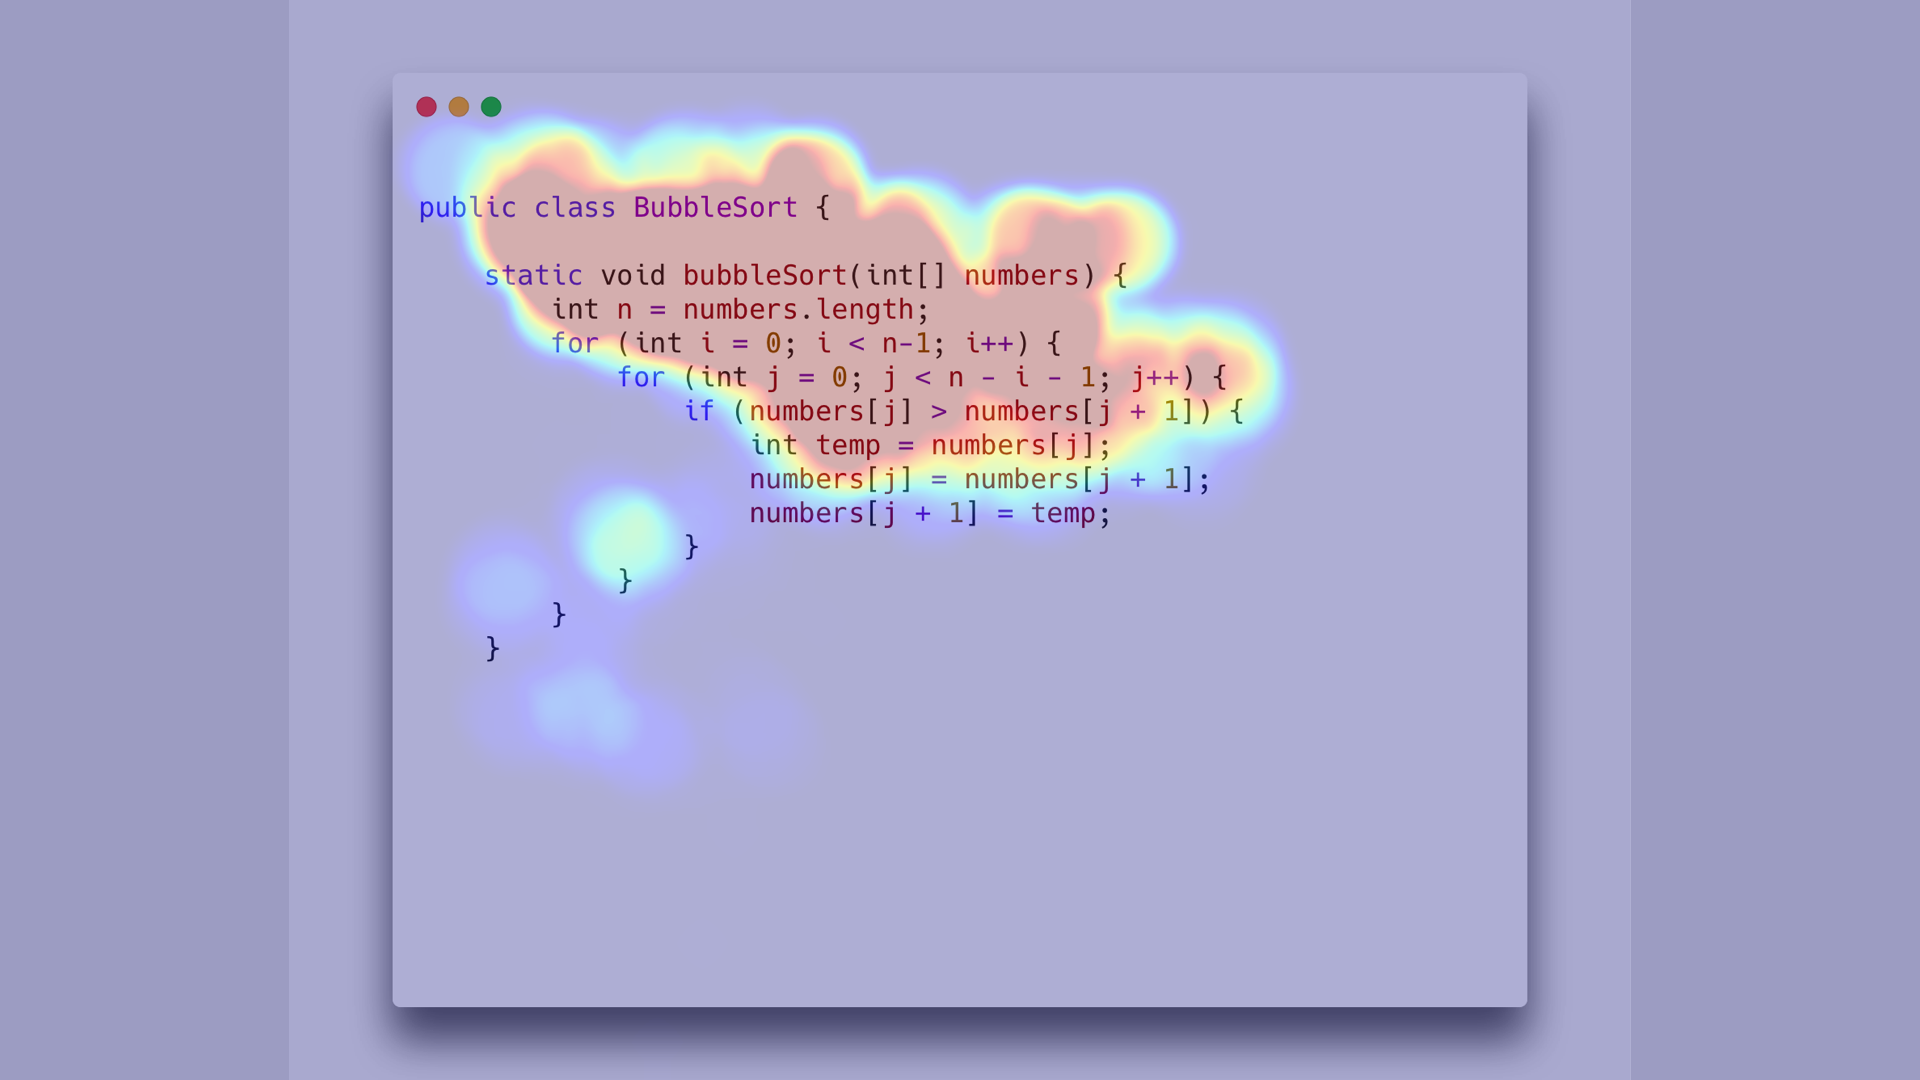 public class BubbleSort {
static void bubbleSort(int[] numbers) {
int n = numbers.length;
for (int i = 0; i < n-1; i++) {
for (int j = 0; j < n - i - 1; j++) {
if (numbers[j] > numbers[j + 1]) {
int temp = numbers[j];
numbers[j] = numbers[j + 1];
numbers[j + 1] = temp;
}
}
}
}